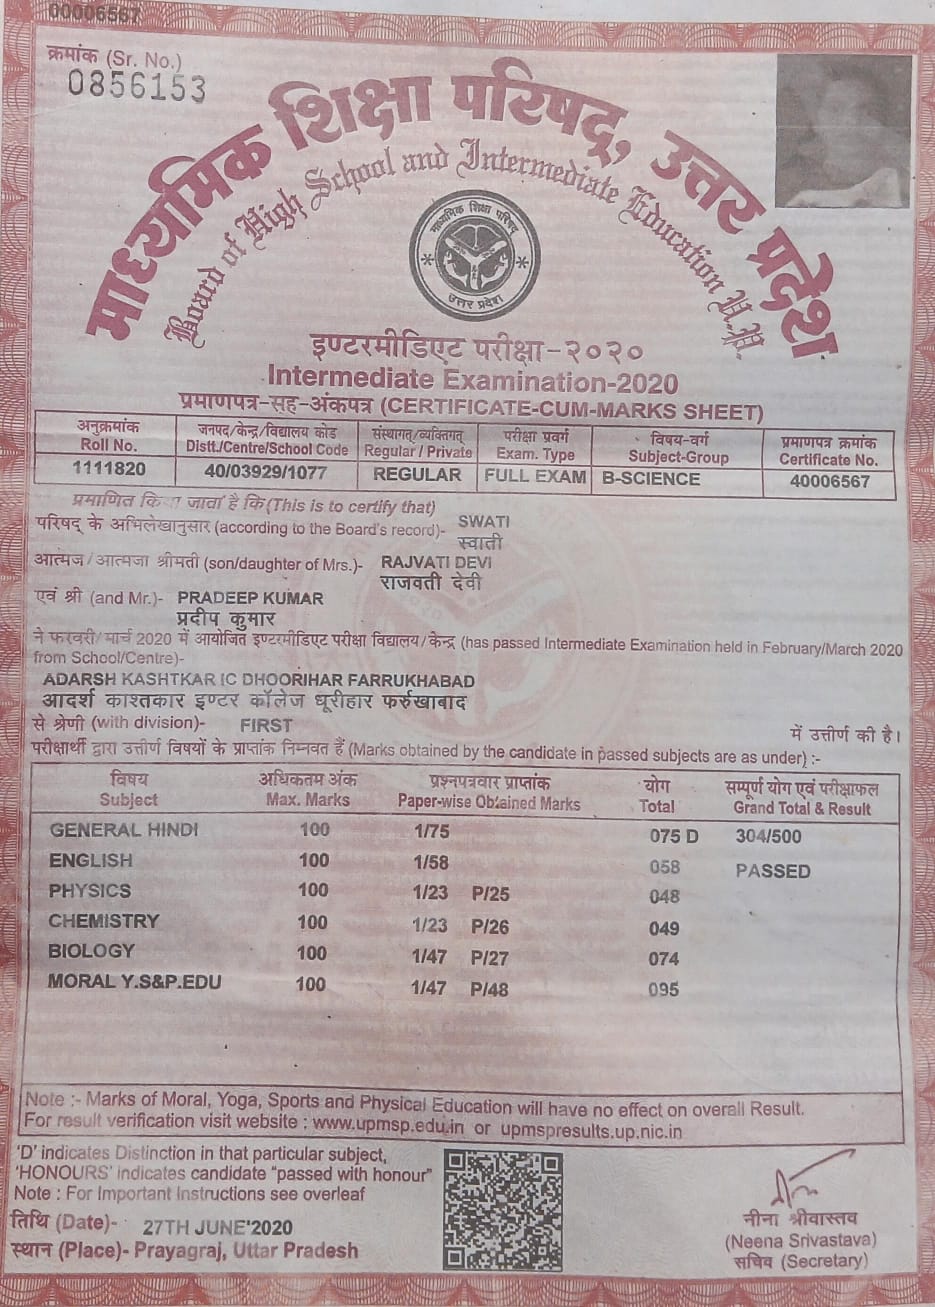 00006567
क्रमांक (Sr. No.)
0856153
माध्यमिक शिक्षा परिषद्, उत्तर प्रदेश
Board of High School and Intermediate Education U.P.
माध्यमिक शिक्षा परिषद
उत्तर प्रदेश
इण्टरमीडिएट परीक्षा-२०२०
Intermediate Examination-2020
प्रमाणपत्र-सह-अंकपत्र (CERTIFICATE-CUM-MARKS SHEET)
अनुक्रमांक जनपद/केन्द्र/विद्यालय कोड संस्थागत/व्यक्तिगत् परीक्षा प्रवर्ग विषय-वर्ग प्रमाणपत्र क्रमांक
Roll No. Distt./Centre/School Code Regular / Private Exam. Type Subject-Group Certificate No.
1111820 40/03929/1077 REGULAR FULL EXAM B-SCIENCE 40006567
प्रमाणित किया जाता है कि (This is to certify that)
परिषद् के अभिलेखानुसार (according to the Board's record)- SWATI
स्वाती
आत्मज/आत्मजा श्रीमती (son/daughter of Mrs.)- RAJVATI DEVI
राजवती देवी
एवं श्री (and Mr.)- PRADEEP KUMAR
प्रदीप कुमार
ने फरवरी/मार्च 2020 में आयोजित इण्टरमीडिएट परीक्षा विद्यालय/केन्द्र (has passed Intermediate Examination held in February/March 2020
from School/Centre)-
ADARSH KASHTKAR IC DHOORIHAR FARRUKHABAD
आदर्श काश्तकार इण्टर कॉलेज धूरीहार फर्रुखाबाद
से श्रेणी (with division)- FIRST में उत्तीर्ण की है।
परीक्षार्थी द्वारा उत्तीर्ण विषयों के प्राप्तांक निम्नवत हैं (Marks obtained by the candidate in passed subjects are as under) :-
विषय अधिकतम अंक प्रश्नपत्रवार प्राप्तांक योग सम्पूर्ण योग एवं परीक्षाफल
Subject Max. Marks Paper-wise Obtained Marks Total Grand Total & Result
GENERAL HINDI 100 1/75 075 D 304/500
ENGLISH 100 1/58 058 PASSED
PHYSICS 100 1/23 P/25 048
CHEMISTRY 100 1/23 P/26 049
BIOLOGY 100 1/47 P/27 074
MORAL Y.S&P.EDU 100 1/47 P/48 095
Note :- Marks of Moral, Yoga, Sports and Physical Education will have no effect on overall Result.
For result verification visit website : www.upmsp.edu.in or upmspresults.up.nic.in
'D' indicates Distinction in that particular subject,
'HONOURS' indicates candidate "passed with honour"
Note : For Important Instructions see overleaf
तिथि (Date)- 27TH JUNE'2020
स्थान (Place)- Prayagraj, Uttar Pradesh
नीना श्रीवास्तव
(Neena Srivastava)
सचिव (Secretary)